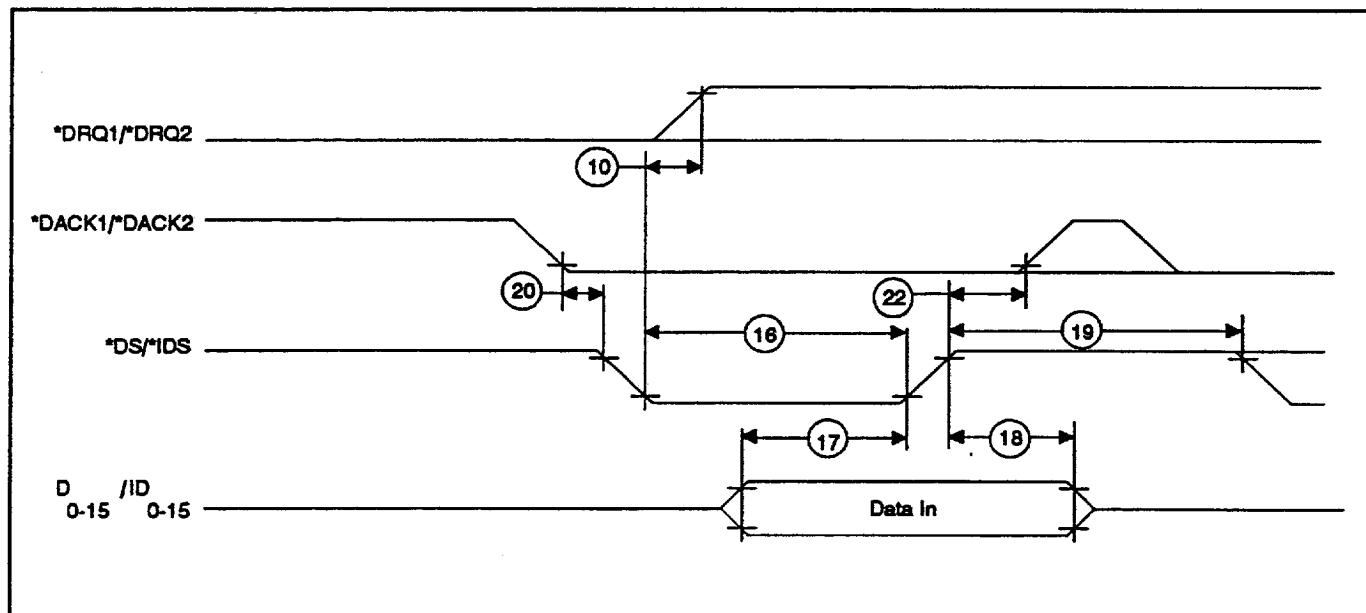 *DRQ1/*DRQ2
10
*DACK1/*DACK2
20
22
*DS/*IDS
16
19
17
18
D0-15 /ID0-15
Data In